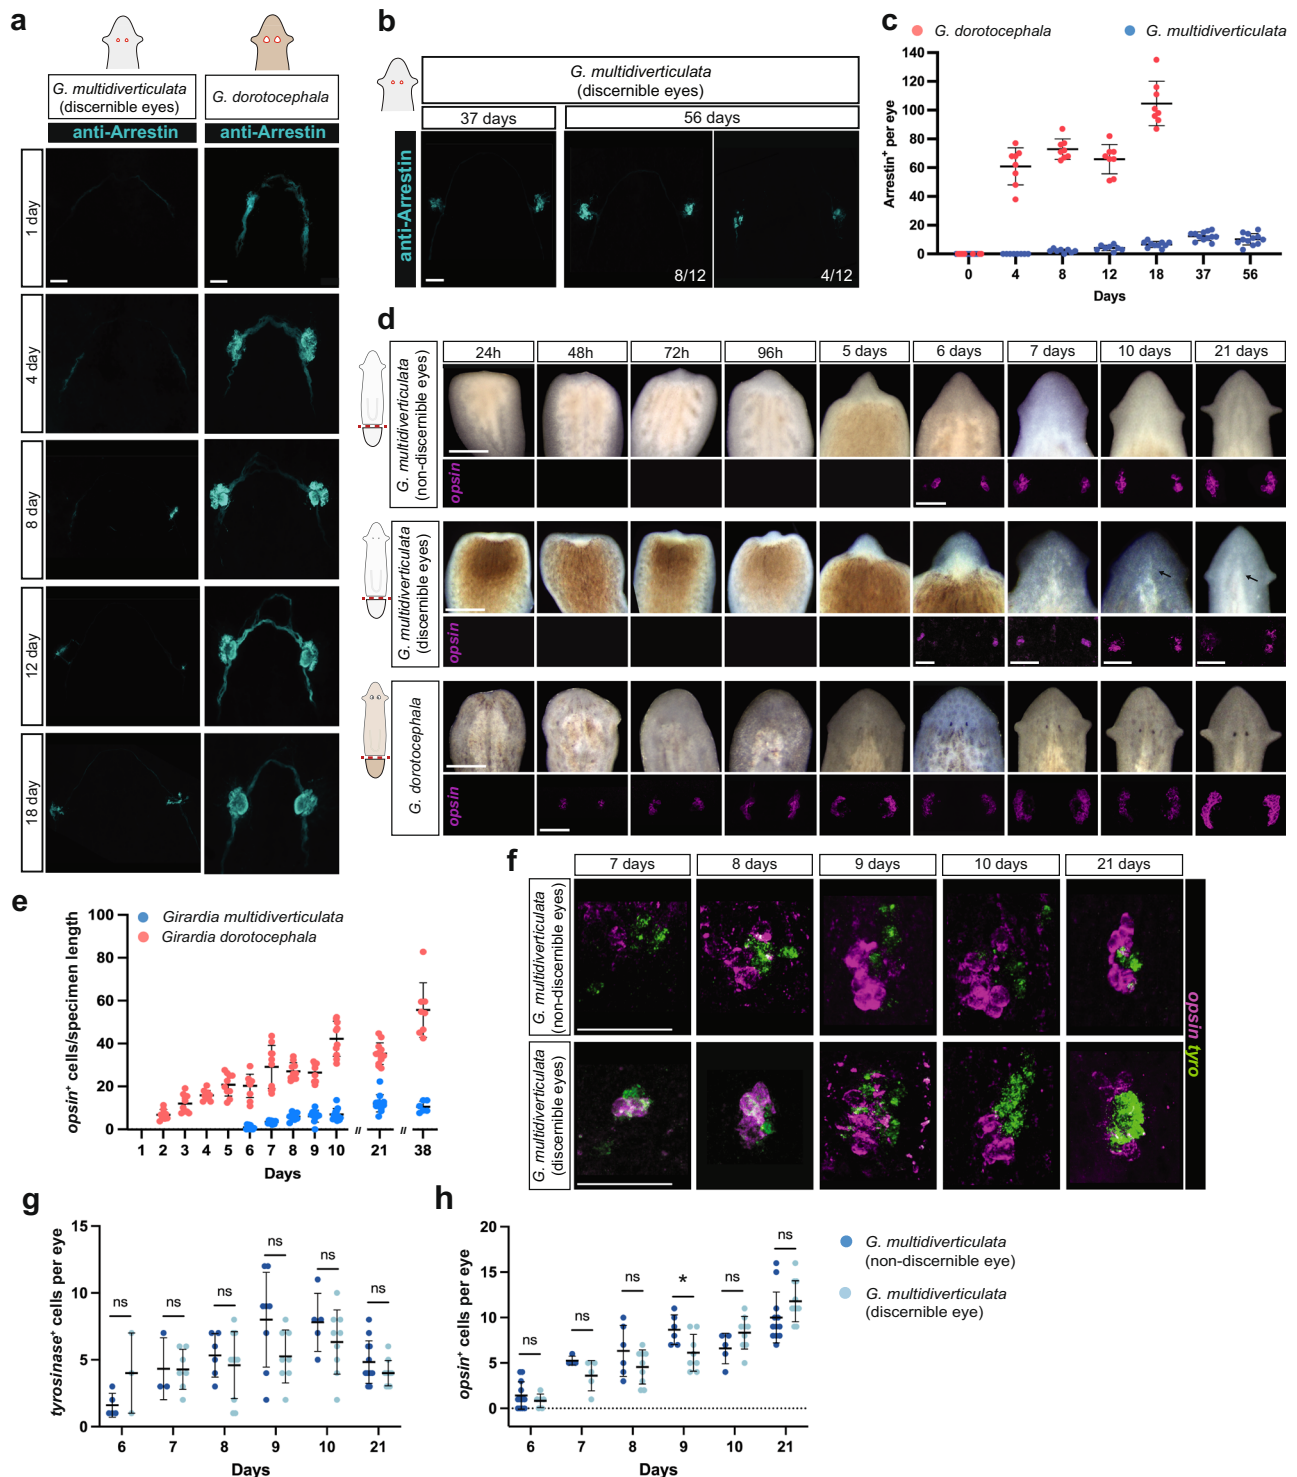 a
G. multidiverticulata
(discernible eyes)
G. dorotocephala
anti-Arrestin
anti-Arrestin
1 day
4 day
8 day
12 day
18 day
b
G. multidiverticulata
(discernible eyes)
37 days
56 days
anti-Arrestin
8/12
4/12
c
G. dorotocephala
G. multidiverticulata
Arrestin+ per eye
140
120
100
80
60
40
20
0
0 4 8 12 18 37 56
Days
d
24h 48h 72h 96h 5 days 6 days 7 days 10 days 21 days
G. multidiverticulata
(non-discernible eyes)
opsin
G. multidiverticulata
(discernible eyes)
opsin
G. dorotocephala
opsin
e
Girardia multidiverticulata
Girardia dorotocephala
opsin+ cells/specimen length
100
80
60
40
20
0
1 2 3 4 5 6 7 8 9 10 // 21 // 38
Days
f
7 days 8 days 9 days 10 days 21 days
G. multidiverticulata
(non-discernible eyes)
G. multidiverticulata
(discernible eyes)
opsin tyro
g
tyrosinase+ cells per eye
15
10
5
0
ns ns ns ns ns ns
6 7 8 9 10 21
Days
h
opsin+ cells per eye
20
15
10
5
0
ns ns ns * ns ns
6 7 8 9 10 21
Days
G. multidiverticulata
(non-discernible eye)
G. multidiverticulata
(discernible eye)